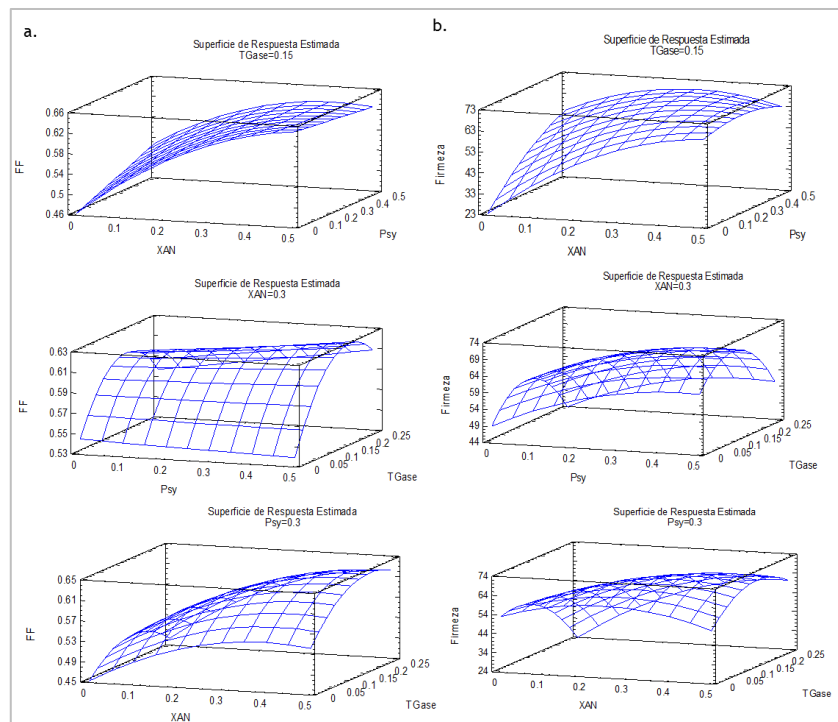 a.
Superficie de Respuesta Estimada
TGase=0.15
FF
0.66
0.62
0.58
0.54
0.5
0.46
0 0.1 0.2 0.3 0.4 0.5
XAN
0 0.1 0.2 0.3 0.4 0.5
Psy
b.
Superficie de Respuesta Estimada
TGase=0.15
Firmeza
73
63
53
43
33
23
0 0.1 0.2 0.3 0.4 0.5
XAN
0 0.1 0.2 0.3 0.4 0.5
Psy
Superficie de Respuesta Estimada
XAN=0.3
FF
0.63
0.61
0.59
0.57
0.55
0.53
0 0.1 0.2 0.3 0.4 0.5
Psy
0 0.05 0.1 0.15 0.2 0.25
TGase
Superficie de Respuesta Estimada
XAN=0.3
Firmeza
74
69
64
59
54
49
44
0 0.1 0.2 0.3 0.4 0.5
Psy
0 0.05 0.1 0.15 0.2 0.25
TGase
Superficie de Respuesta Estimada
Psy=0.3
FF
0.65
0.61
0.57
0.53
0.49
0.45
0 0.1 0.2 0.3 0.4 0.5
XAN
0 0.05 0.1 0.15 0.2 0.25
TGase
Superficie de Respuesta Estimada
Psy=0.3
Firmeza
74
64
54
44
34
24
0 0.1 0.2 0.3 0.4 0.5
XAN
0 0.05 0.1 0.15 0.2 0.25
TGase